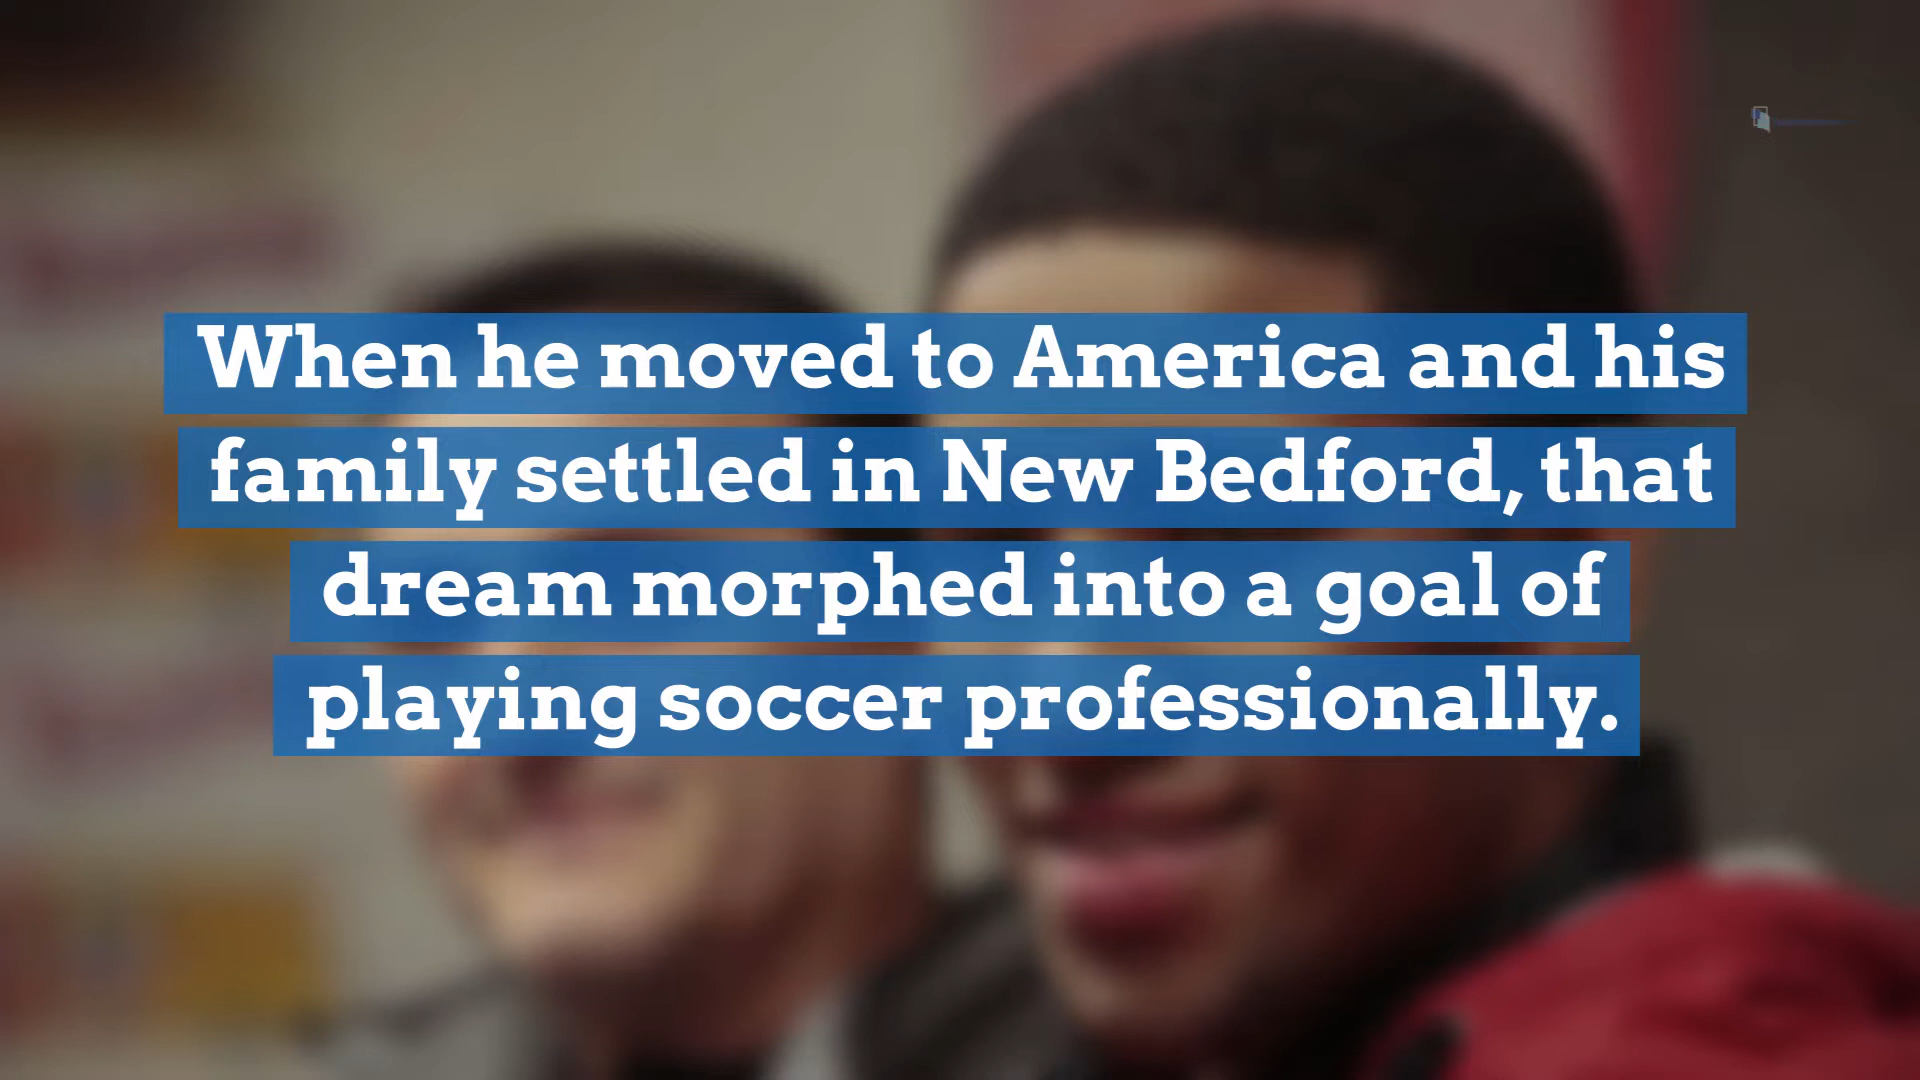 When he moved to America and his
family settled in New Bedford, that
dream morphed into a goal of
playing soccer professionally.